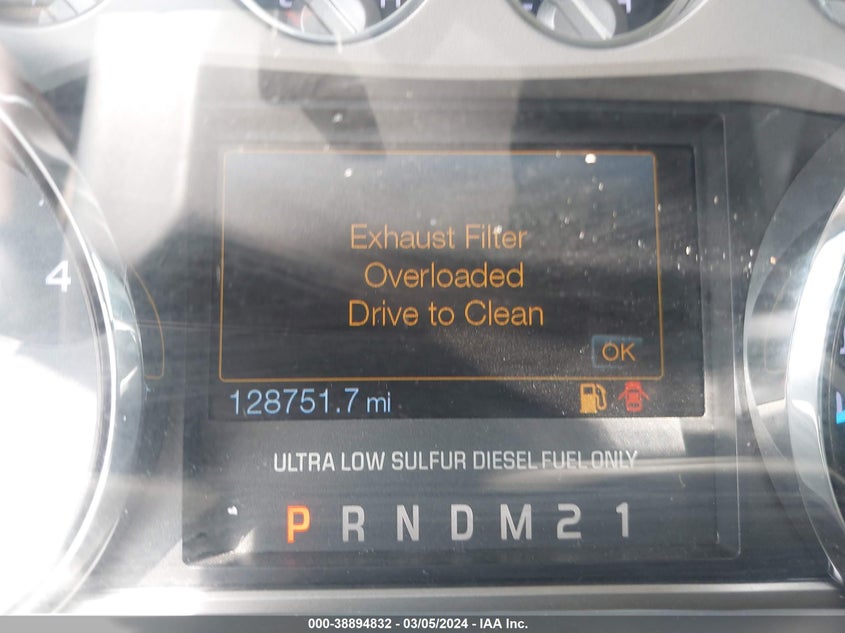 4
Exhaust Filter
Overloaded
Drive to Clean
OK
128751.7 mi
ULTRA LOW SULFUR DIESEL FUEL ONLY
P R N D M 2 1
000-38894832 - 03/05/2024 - IAA Inc.